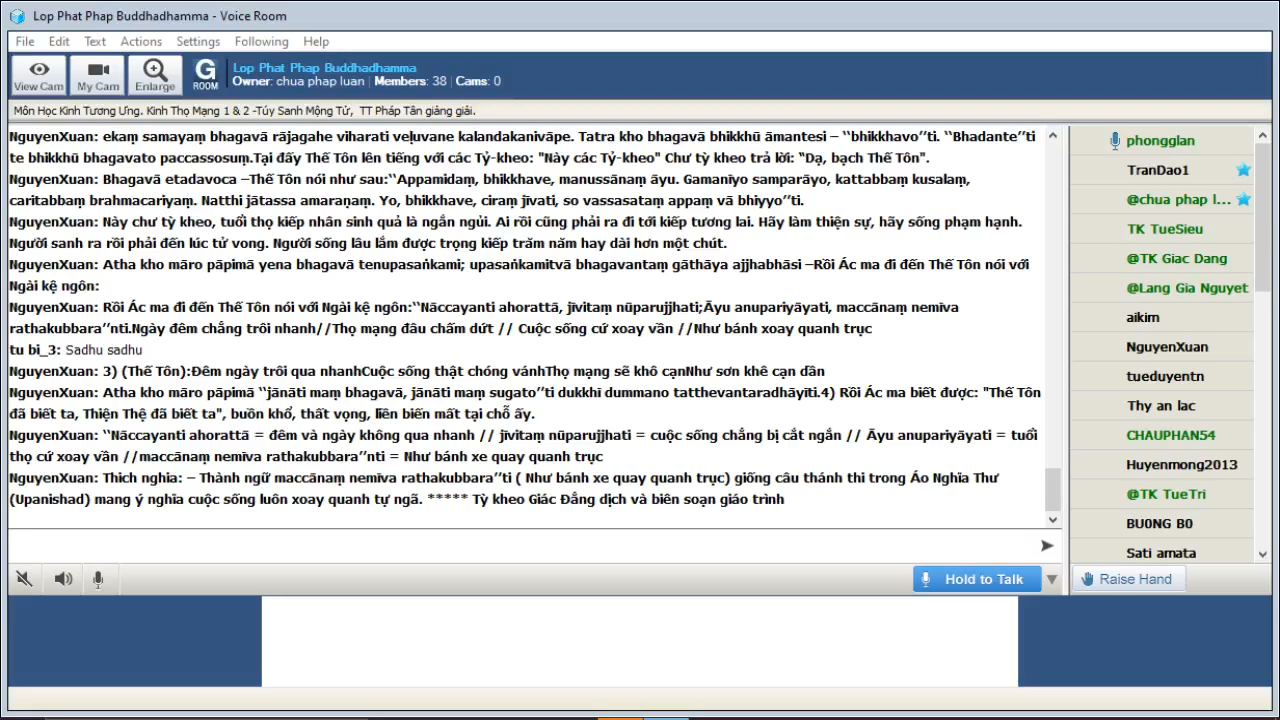 Lop Phat Phap Buddhadhamma - Voice Room
File Edit Text Actions Settings Following Help
View Cam My Cam Enlarge G ROOM
Lop Phat Phap Buddhadhamma
Owner: chua phap luan | Members: 38 | Cams: 0
Môn Học Kinh Tương Ưng. Kinh Thọ Mạng 1 & 2 -Túy Sanh Mộng Tử, TT Pháp Tân giảng giải.
NguyenXuan: ekaṃ samayaṃ bhagavā rājagahe viharati veḷuvane kalandakanivāpe. Tatra kho bhagavā bhikkhū āmantesi – ‘‘bhikkhavo’’ti. ‘‘Bhadante’’ti
te bhikkhū bhagavato paccassosuṃ.Tại đấy Thế Tôn lên tiếng với các Tỷ-kheo: "Này các Tỷ-kheo" Chư tỳ kheo trả lời: “Dạ, bạch Thế Tôn".
NguyenXuan: Bhagavā etadavoca –Thế Tôn nói như sau:‘‘Appamidaṃ, bhikkhave, manussānaṃ āyu. Gamanīyo samparāyo, kattabbaṃ kusalaṃ,
caritabbaṃ brahmacariyaṃ. Natthi jātassa amaraṇaṃ. Yo, bhikkhave, ciraṃ jīvati, so vassasataṃ appaṃ vā bhiyyo’’ti.
NguyenXuan: Này chư tỳ kheo, tuổi thọ kiếp nhân sinh quả là ngắn ngủi. Ai rồi cũng phải ra đi tới kiếp tương lai. Hãy làm thiện sự, hãy sống phạm hạnh.
Người sanh ra rồi phải đến lúc tử vong. Người sống lâu lắm được trọng kiếp trăm năm hay dài hơn một chút.
NguyenXuan: Atha kho māro pāpimā yena bhagavā tenupasaṅkami; upasaṅkamitvā bhagavantaṃ gāthāya ajjhabhāsi –Rồi Ác ma đi đến Thế Tôn nói với
Ngài kệ ngôn:
NguyenXuan: Rồi Ác ma đi đến Thế Tôn nói với Ngài kệ ngôn:‘‘Nāccayanti ahorattā, jīvitaṃ nūparujjhati;Āyu anupariyāyati, maccānaṃ nemīva
rathakubbara’’nti.Ngày đêm chẳng trôi nhanh//Thọ mạng đâu chấm dứt // Cuộc sống cứ xoay vần //Như bánh xoay quanh trục
tu bi_3: Sadhu sadhu
NguyenXuan: 3) (Thế Tôn):Đêm ngày trôi qua nhanhCuộc sống thật chóng vánhThọ mạng sẽ khô cạnNhư sơn khê cạn dần
NguyenXuan: Atha kho māro pāpimā ‘‘jānāti maṃ bhagavā, jānāti maṃ sugato’’ti dukkhī dummano tatthevantaradhāyīti.4) Rồi Ác ma biết được: "Thế Tôn
đã biết ta, Thiện Thệ đã biết ta", buồn khổ, thất vọng, liền biến mất tại chỗ ấy.
NguyenXuan: ‘‘Nāccayanti ahorattā = đêm và ngày không qua nhanh // jīvitaṃ nūparujjhati = cuộc sống chẳng bị cắt ngắn // Āyu anupariyāyati = tuổi
thọ cứ xoay vần //maccānaṃ nemīva rathakubbara’’nti = Như bánh xe quay quanh trục
NguyenXuan: Thich nghia: – Thành ngữ maccānaṃ nemīva rathakubbara’’ti ( Như bánh xe quay quanh trục) giống câu thánh thi trong Áo Nghĩa Thư
(Upanishad) mang ý nghĩa cuộc sống luôn xoay quanh tự ngã. ***** Tỳ kheo Giác Đẳng dịch và biên soạn giáo trình
phongglan
TranDao1
@chua phap l...
TK TueSieu
@TK Giac Dang
@Lang Gia Nguyet
aikim
NguyenXuan
tueduyentn
Thy an lac
CHAUPHAN54
Huyenmong2013
@TK TueTri
BU0NG B0
Sati amata
Hold to Talk
Raise Hand